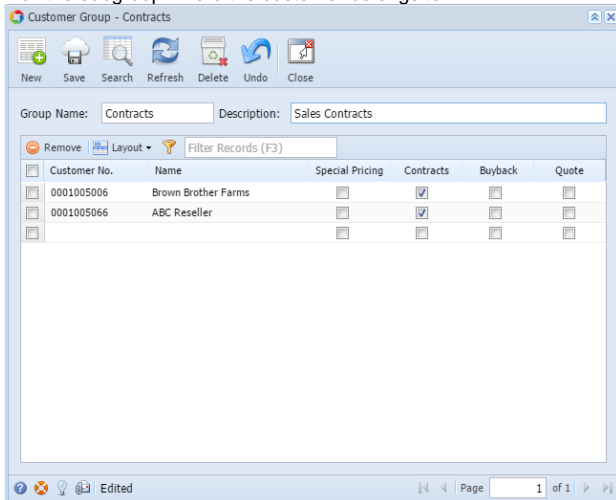 Customer Group - Contracts
New Save Search Refresh Delete Undo Close
Group Name: Contracts Description: Sales Contracts
Remove Layout Filter Records (F3)
Customer No. Name Special Pricing Contracts Buyback Quote
0001005006 Brown Brother Farms
0001005066 ABC Reseller
Edited Page 1 of 1